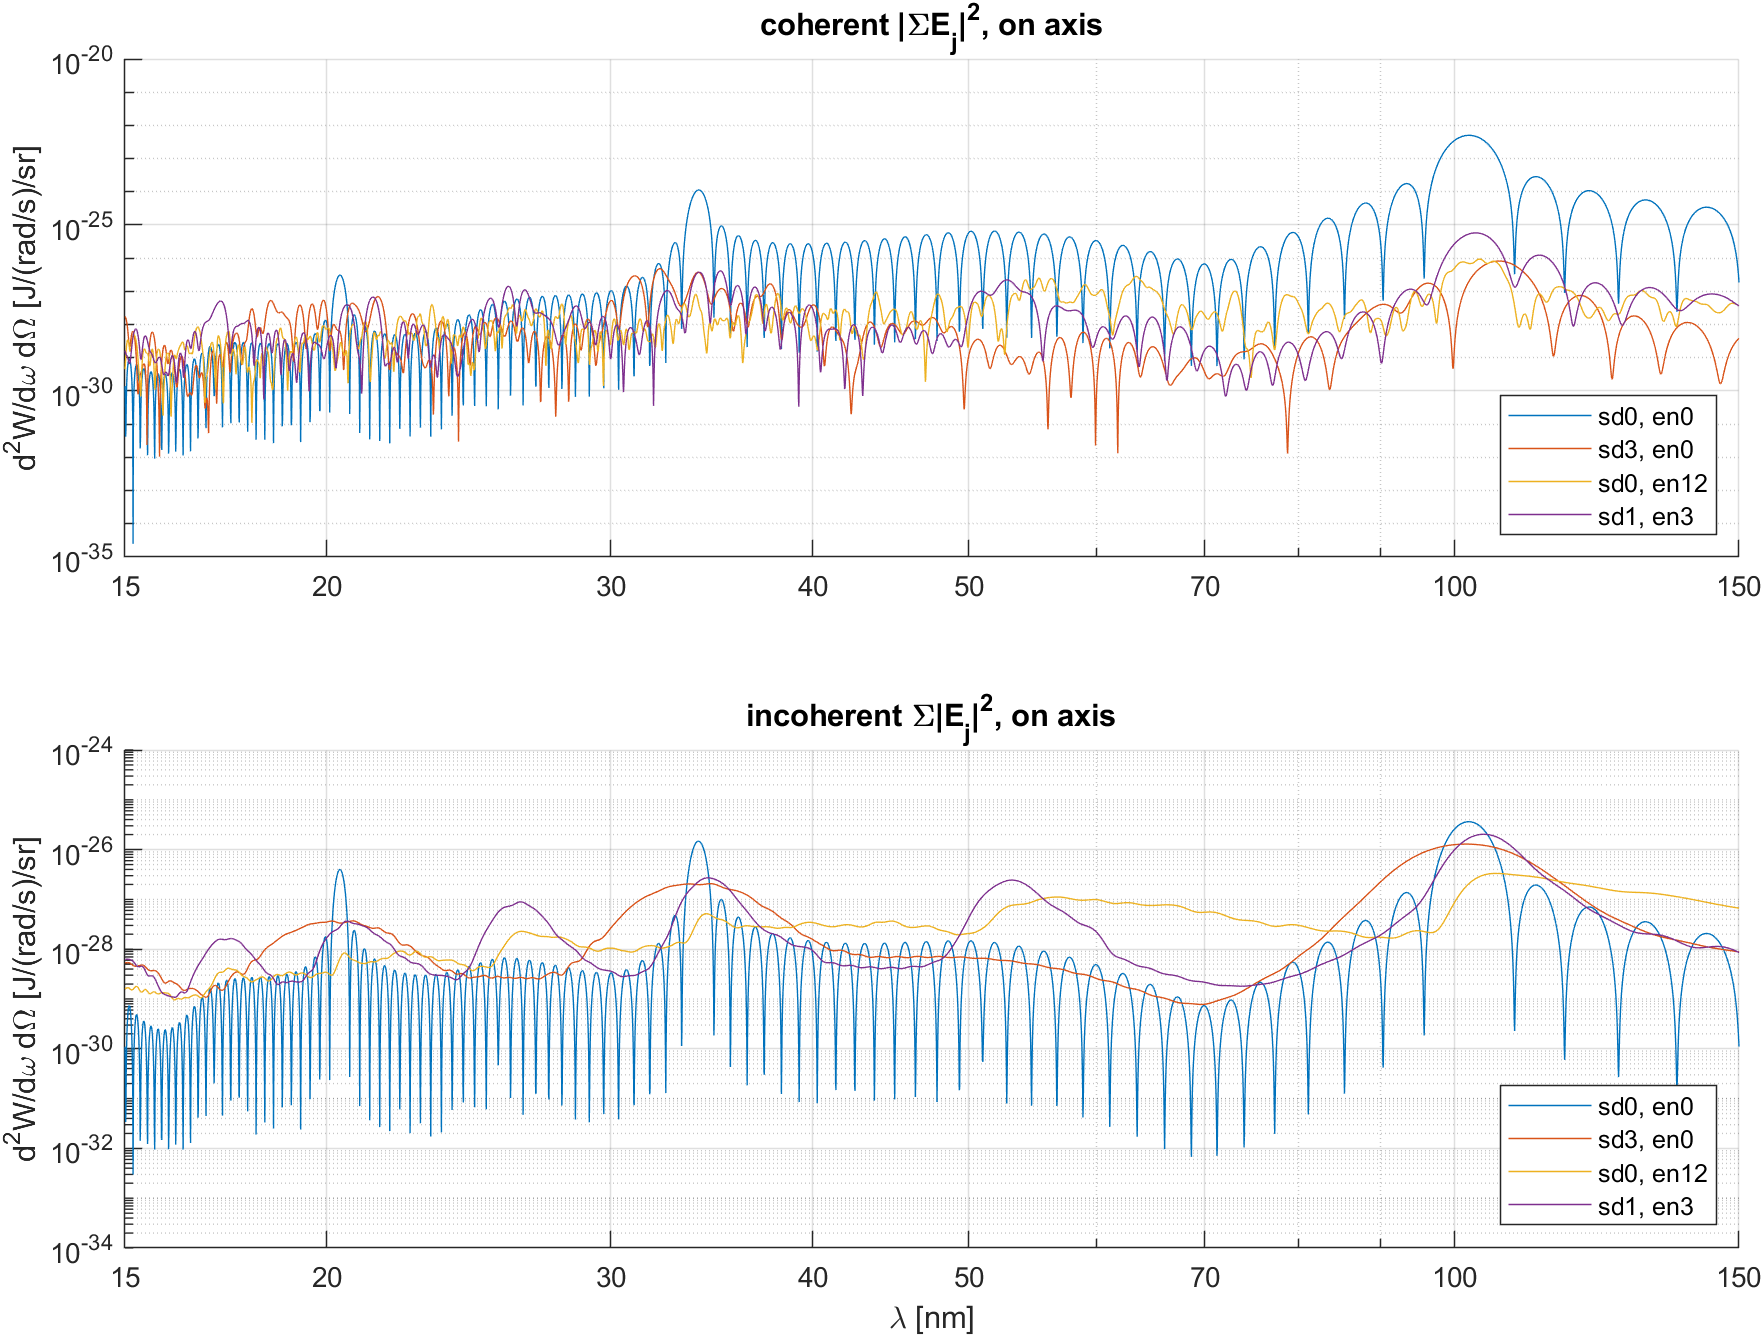 coherent |ΣE_j|^2, on axis
d^2W/dω dΩ [J/(rad/s)/sr]
10^-20
10^-25
10^-30
10^-35
15 20 30 40 50 70 100 150
sd0, en0
sd3, en0
sd0, en12
sd1, en3
incoherent Σ|E_j|^2, on axis
d^2W/dω dΩ [J/(rad/s)/sr]
10^-24
10^-26
10^-28
10^-30
10^-32
10^-34
15 20 30 40 50 70 100 150
sd0, en0
sd3, en0
sd0, en12
sd1, en3
λ [nm]